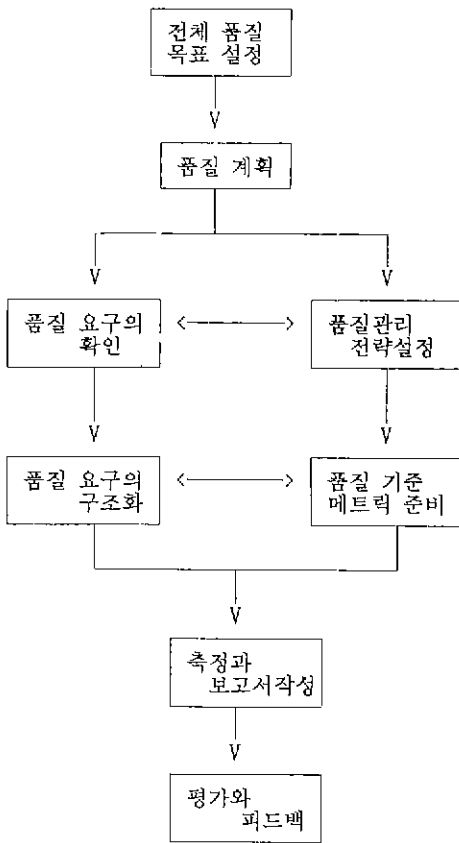 전체 품질
목표 설정
품질 계획
품질 요구의
확인
품질관리
전략설정
품질 요구의
구조화
품질 기준
메트릭 준비
측정과
보고서작성
평가와
피드백